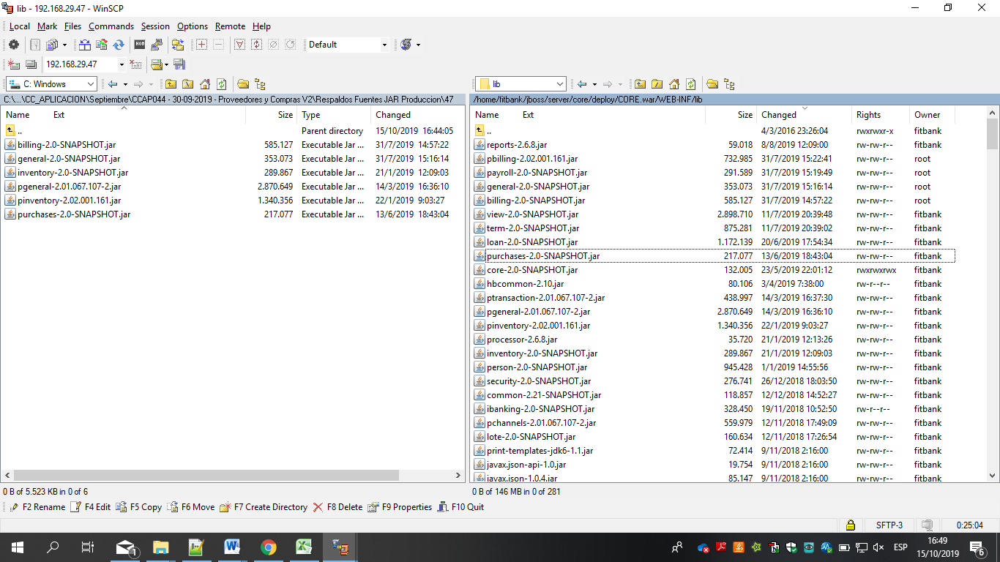 lib - 192.168.29.47 - WinSCP
Local Mark Files Commands Session Options Remote Help
Default
192.168.29.47
C: Windows
lib
C:\...\CC_APLICACION\Septiembre\CCAP044 - 30-09-2019 - Proveedores y Compras V2\Respaldos Fuentes JAR Produccion\47
/home/fitbank/jboss/server/core/deploy/CORE.war/WEB-INF/lib
Name Ext Size Type Changed
.. Parent directory 15/10/2019 16:44:05
billing-2.0-SNAPSHOT.jar 585.127 Executable Jar ... 31/7/2019 14:57:22
general-2.0-SNAPSHOT.jar 353.073 Executable Jar ... 31/7/2019 15:16:14
inventory-2.0-SNAPSHOT.jar 289.867 Executable Jar ... 21/1/2019 12:09:03
pgeneral-2.01.067.107-2.jar 2.870.649 Executable Jar ... 14/3/2019 16:36:10
pinventory-2.02.001.161.jar 1.340.356 Executable Jar ... 22/1/2019 9:03:27
purchases-2.0-SNAPSHOT.jar 217.077 Executable Jar ... 13/6/2019 18:43:04
Name Ext Size Changed Rights Owner
.. 4/3/2016 23:26:04 rwxrwxr-x fitbank
reports-2.6.8.jar 59.018 8/8/2019 12:09:00 rw-rw-r-- fitbank
pbilling-2.02.001.161.jar 732.985 31/7/2019 15:22:41 rw-rw-r-- root
payroll-2.0-SNAPSHOT.jar 291.589 31/7/2019 15:19:49 rw-rw-r-- root
general-2.0-SNAPSHOT.jar 353.073 31/7/2019 15:16:14 rw-rw-r-- root
billing-2.0-SNAPSHOT.jar 585.127 31/7/2019 14:57:22 rw-rw-r-- root
view-2.0-SNAPSHOT.jar 2.898.710 11/7/2019 20:39:48 rw-rw-r-- fitbank
term-2.0-SNAPSHOT.jar 875.281 11/7/2019 20:39:02 rw-rw-r-- fitbank
loan-2.0-SNAPSHOT.jar 1.172.139 20/6/2019 17:54:34 rw-rw-r-- fitbank
purchases-2.0-SNAPSHOT.jar 217.077 13/6/2019 18:43:04 rw-rw-r-- fitbank
core-2.0-SNAPSHOT.jar 132.005 23/5/2019 22:01:12 rwxrwxrwx fitbank
hbcommon-2.10.jar 80.106 3/4/2019 7:38:00 rw-r--r-- fitbank
ptransaction-2.01.067.107-2.jar 438.997 14/3/2019 16:37:30 rw-rw-r-- fitbank
pgeneral-2.01.067.107-2.jar 2.870.649 14/3/2019 16:36:10 rw-rw-r-- fitbank
pinventory-2.02.001.161.jar 1.340.356 22/1/2019 9:03:27 rw-rw-r-- fitbank
processor-2.6.8.jar 35.720 21/1/2019 12:13:26 rw-rw-r-- fitbank
inventory-2.0-SNAPSHOT.jar 289.867 21/1/2019 12:09:03 rw-rw-r-- fitbank
person-2.0-SNAPSHOT.jar 945.428 1/1/2019 14:55:56 rw-rw-r-- fitbank
security-2.0-SNAPSHOT.jar 276.741 26/12/2018 18:03:50 rw-rw-r-- fitbank
common-2.21-SNAPSHOT.jar 118.857 12/12/2018 14:52:27 rw-rw-r-- fitbank
ibanking-2.0-SNAPSHOT.jar 328.450 19/11/2018 10:52:50 rw-r--r-- fitbank
pchannels-2.01.067.107-2.jar 559.979 12/11/2018 17:49:09 rw-rw-r-- fitbank
lote-2.0-SNAPSHOT.jar 160.634 12/11/2018 17:26:54 rw-rw-r-- fitbank
print-templates-jdk6-1.1.jar 72.414 9/11/2018 2:16:00 rw-rw-r-- fitbank
javax.json-api-1.0.jar 19.754 9/11/2018 2:16:00 rw-rw-r-- fitbank
javax.json-1.0.4.jar 85.147 9/11/2018 2:16:00 rw-rw-r-- fitbank
0 B of 5.523 KB in 0 of 6
0 B of 146 MB in 0 of 281
F2 Rename F4 Edit F5 Copy F6 Move F7 Create Directory F8 Delete F9 Properties F10 Quit
SFTP-3 0:25:04
1
ESP
16:49
15/10/2019
6